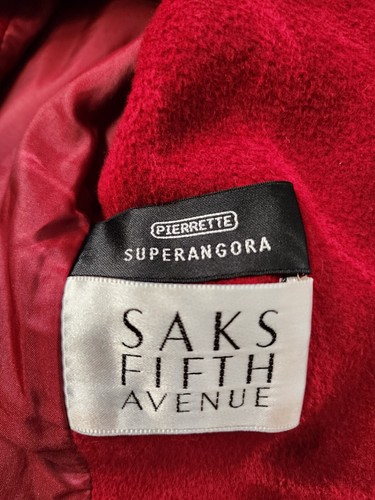 PIERRETTE
SUPERANGORA
SAKS
FIFTH
AVENUE